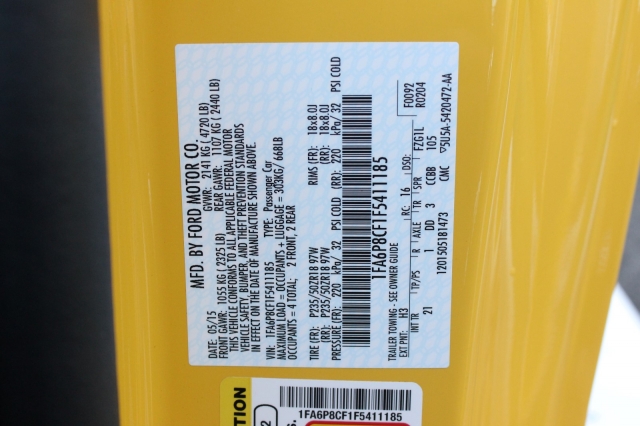 MFD. BY FORD MOTOR CO.
DATE: 05/15 GVWR: 2141 KG ( 4720 LB)
FRONT GAWR: 1055 KG ( 2325 LB) REAR GAWR: 1107 KG ( 2440 LB)
THIS VEHICLE CONFORMS TO ALL APPLICABLE FEDERAL MOTOR
VEHICLE SAFETY, BUMPER, AND THEFT PREVENTION STANDARDS
IN EFFECT ON THE DATE OF MANUFACTURE SHOWN ABOVE.
VIN: 1FA6P8CF1F5411185 TYPE: Passenger Car
MAXIMUM LOAD = OCCUPANTS + LUGGAGE = 303KG/ 668LB
OCCUPANTS = 4 TOTAL: 2 FRONT, 2 REAR
TIRE (FR): P235/50ZR18 97W RIMS (FR): 18x8.0J
TIRE (RR): P235/50ZR18 97W RIMS (RR): 18x8.0J
PRESSURE (FR): 220 kPa/ 32 PSI COLD (RR): 220 kPa/ 32 PSI COLD
1FA6P8CF1F5411185
TRAILER TOWING - SEE OWNER GUIDE F0092
EXT PNT: H3 RC: 16 DSO: R0204
INT TR TP/PS R AXLE TR SPR FZG1L
21 1 DD 3 CCBB 105
1201505181473 CMC ▽5U5A-5420472-AA
1FA6P8CF1F5411185